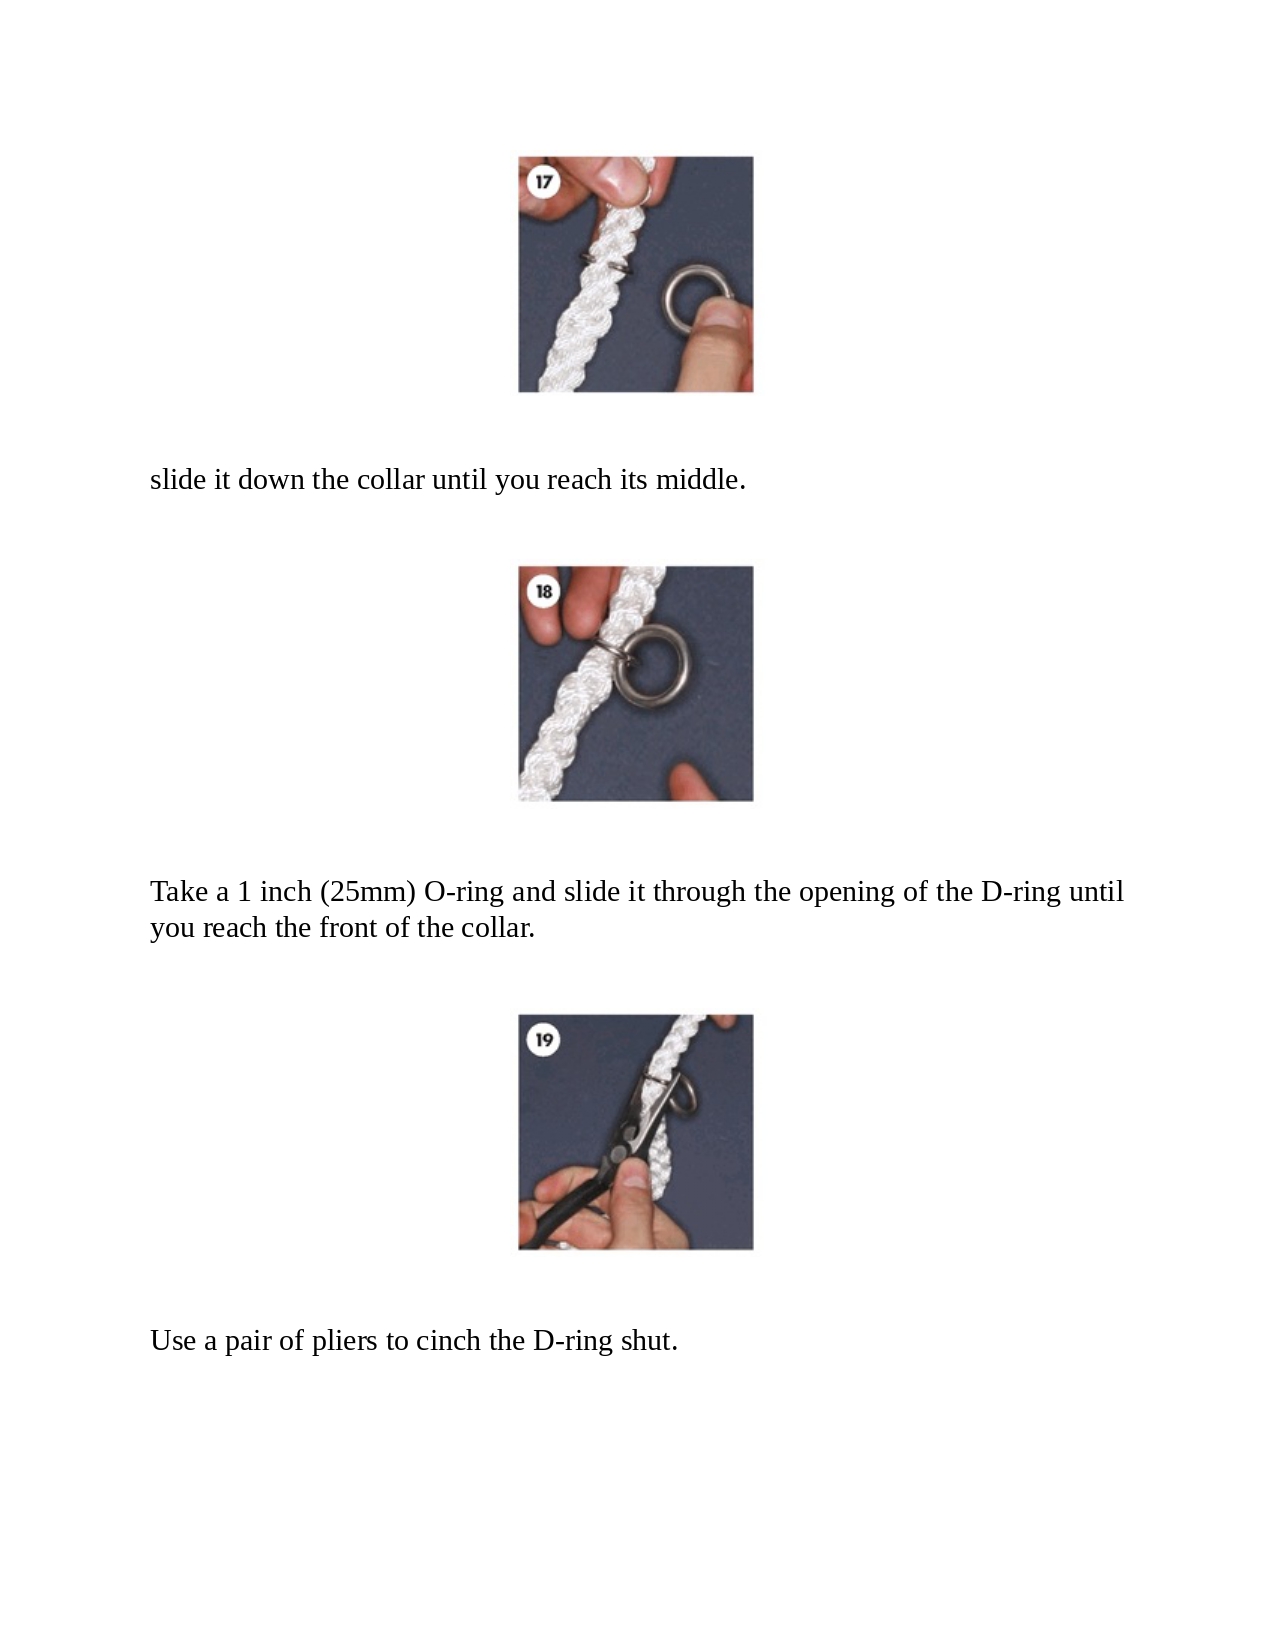 17
slide it down the collar until you reach its middle.
18
Take a 1 inch (25mm) O-ring and slide it through the opening of the D-ring until
you reach the front of the collar.
19
Use a pair of pliers to cinch the D-ring shut.